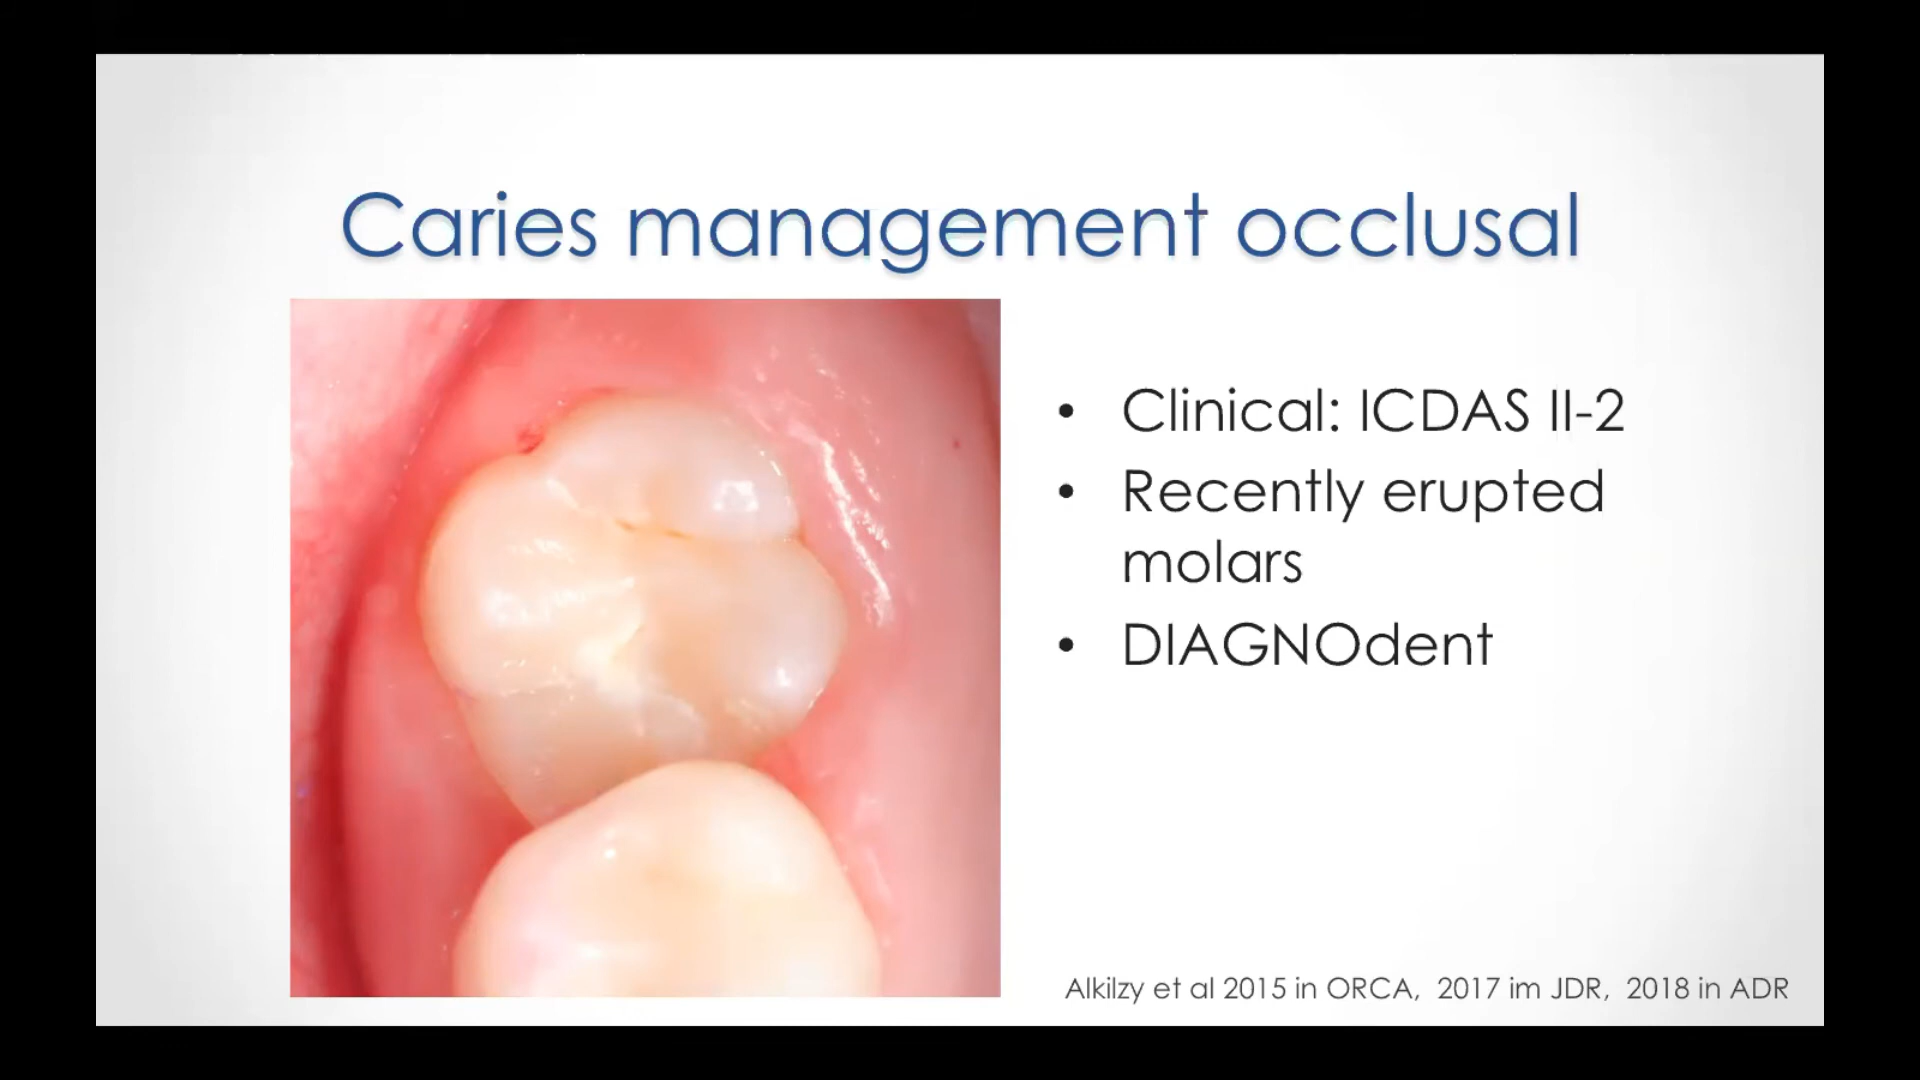 Caries management occlusal
• Clinical: ICDAS II-2
• Recently erupted
molars
• DIAGNOdent
Alkilzy et al 2015 in ORCA, 2017 im JDR, 2018 in ADR